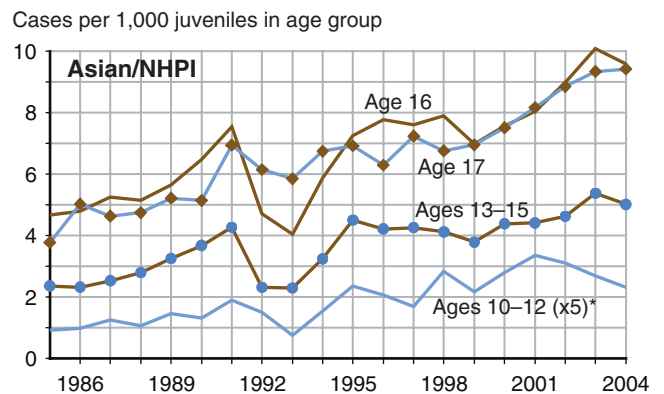 Cases per 1,000 juveniles in age group
10
Asian/NHPI
8
Age 16
6
Age 17
Ages 13–15
4
2
Ages 10–12 (x5)*
0
1986 1989 1992 1995 1998 2001 2004